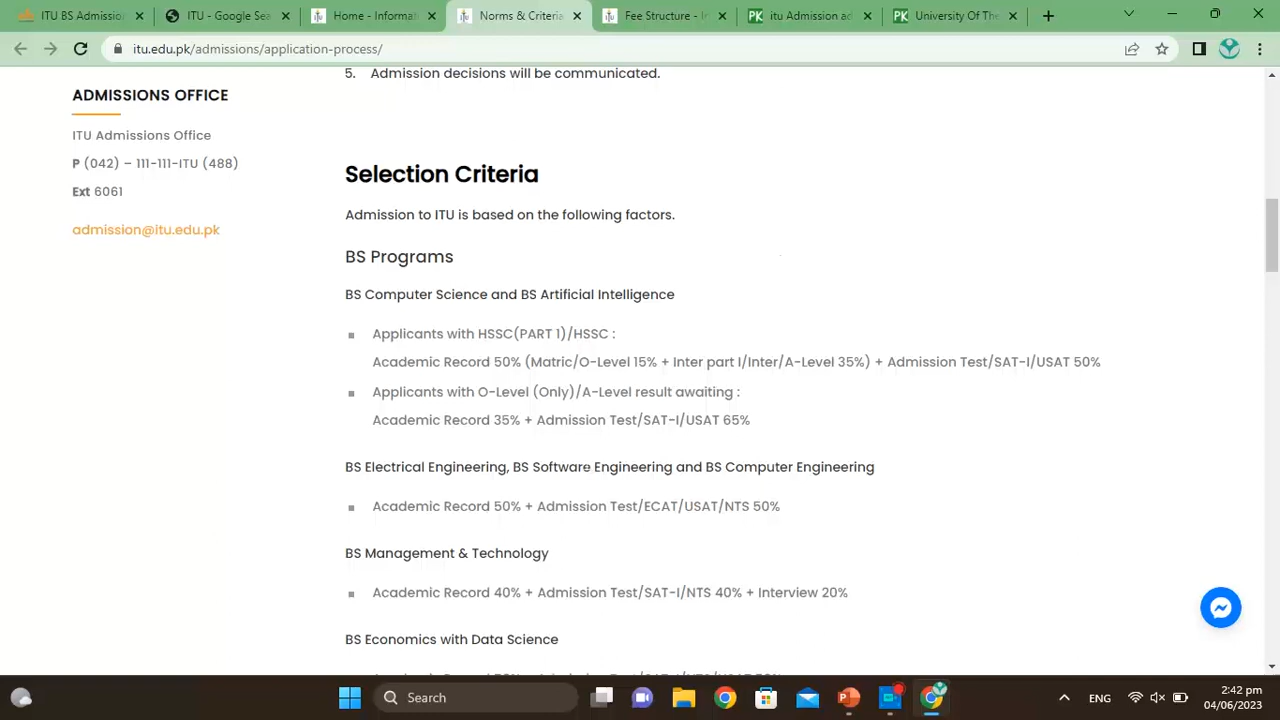 ITU BS Admission
ITU - Google Sea
Home - Informati
Norms & Criteria
Fee Structure - In
itu Admission ad
University Of The
itu.edu.pk/admissions/application-process/
5. Admission decisions will be communicated.
ADMISSIONS OFFICE
ITU Admissions Office
P (042) – 111-111-ITU (488)
Ext 6061
admission@itu.edu.pk
Selection Criteria
Admission to ITU is based on the following factors.
BS Programs
BS Computer Science and BS Artificial Intelligence
Applicants with HSSC(PART 1)/HSSC :
Academic Record 50% (Matric/O-Level 15% + Inter part I/Inter/A-Level 35%) + Admission Test/SAT-I/USAT 50%
Applicants with O-Level (Only)/A-Level result awaiting :
Academic Record 35% + Admission Test/SAT-I/USAT 65%
BS Electrical Engineering, BS Software Engineering and BS Computer Engineering
Academic Record 50% + Admission Test/ECAT/USAT/NTS 50%
BS Management & Technology
Academic Record 40% + Admission Test/SAT-I/NTS 40% + Interview 20%
BS Economics with Data Science
Search
ENG
2:42 pm
04/06/2023